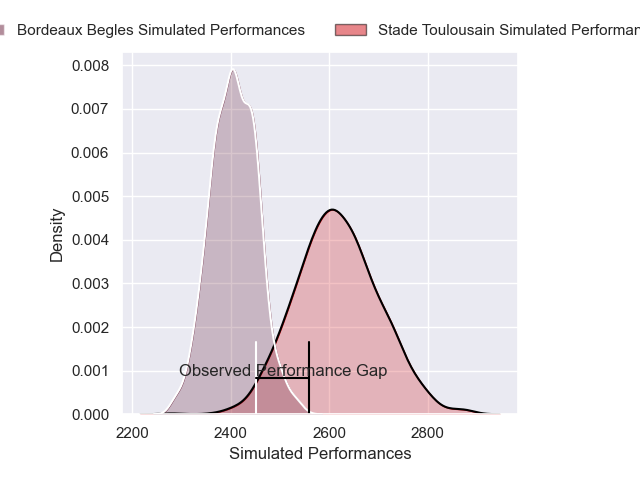 Bordeaux Begles Simulated Performances
Stade Toulousain Simulated
0.008
0.007
0.006
0.005
0.004
0.003
0.002
0.001
0.000
Density
Observed Performance Gap
2200 2400 2600 2800
Simulated Performances